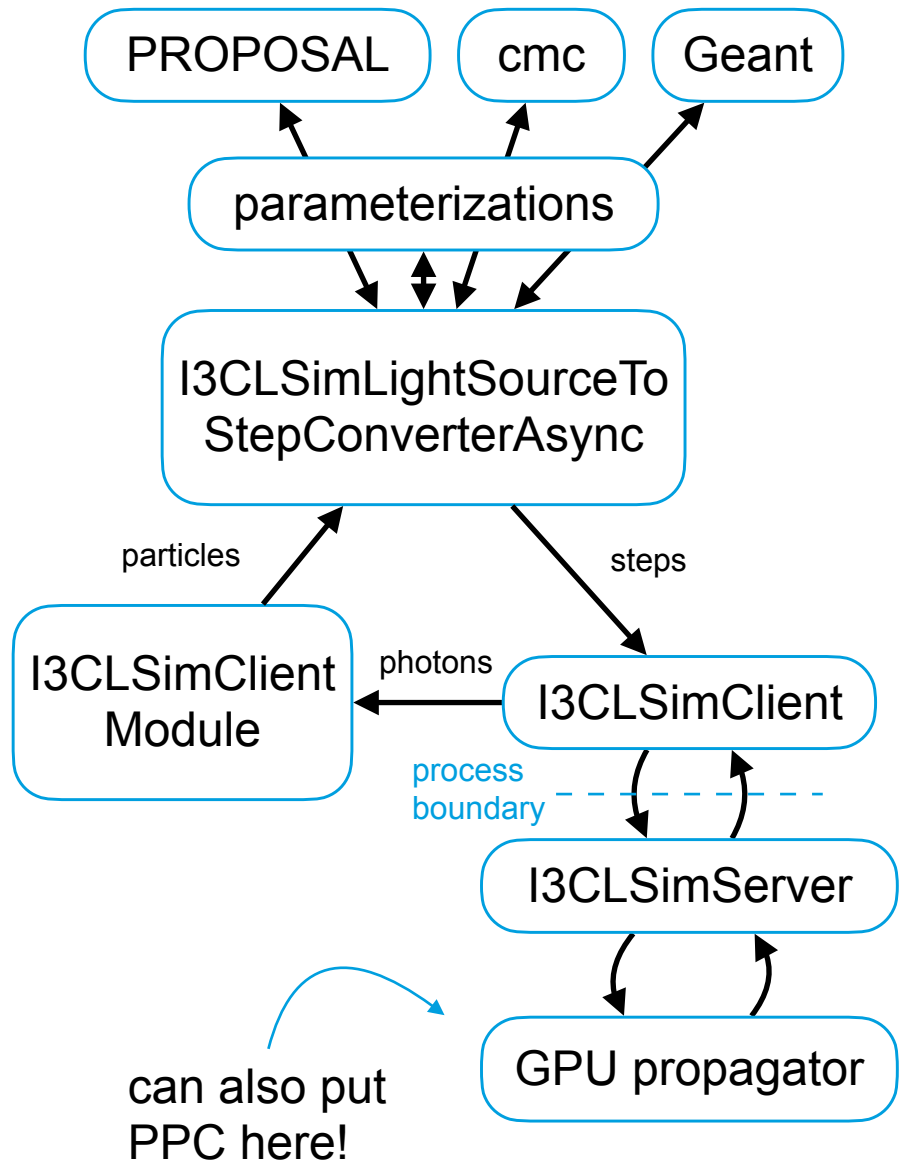 PROPOSAL
cmc
Geant
parameterizations
I3CLSimLightSourceTo
StepConverterAsync
particles
steps
I3CLSimClient
Module
photons
I3CLSimClient
process
boundary
I3CLSimServer
GPU propagator
can also put
PPC here!